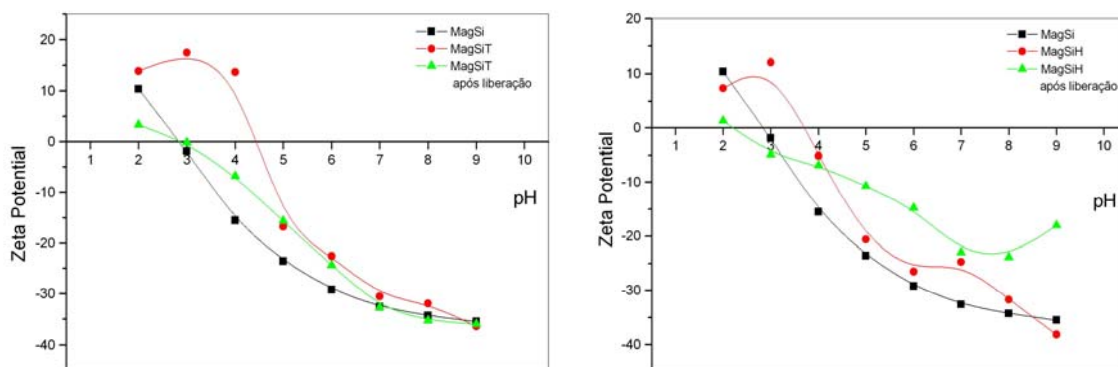 20
10
0
-10
-20
-30
-40
1 2 3 4 5 6 7 8 9 10
Zeta Potential
pH
MagSi
MagSiT
MagSiT
após liberação
20
10
0
-10
-20
-30
-40
1 2 3 4 5 6 7 8 9 10
Zeta Potential
pH
MagSi
MagSiH
MagSiH
após liberação